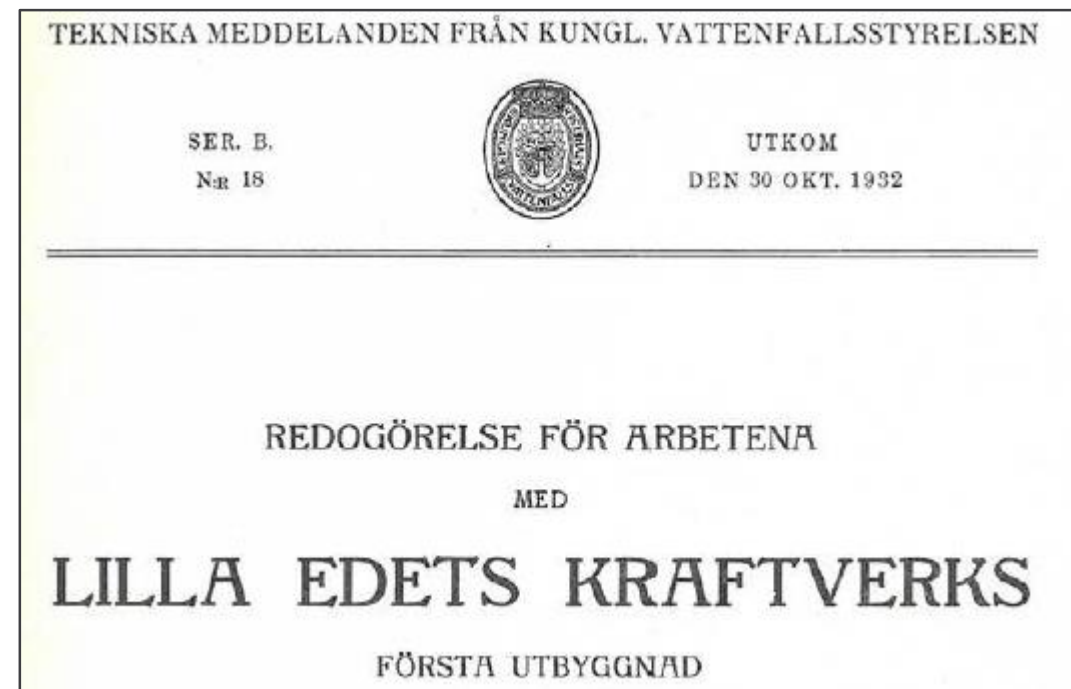 TEKNISKA MEDDELANDEN FRÅN KUNGL. VATTENFALLSSTYRELSEN
SER. B.
N:R 18
UTKOM
DEN 30 OKT. 1932
REDOGÖRELSE FÖR ARBETENA
MED
LILLA EDETS KRAFTVERKS
FÖRSTA UTBYGGNAD